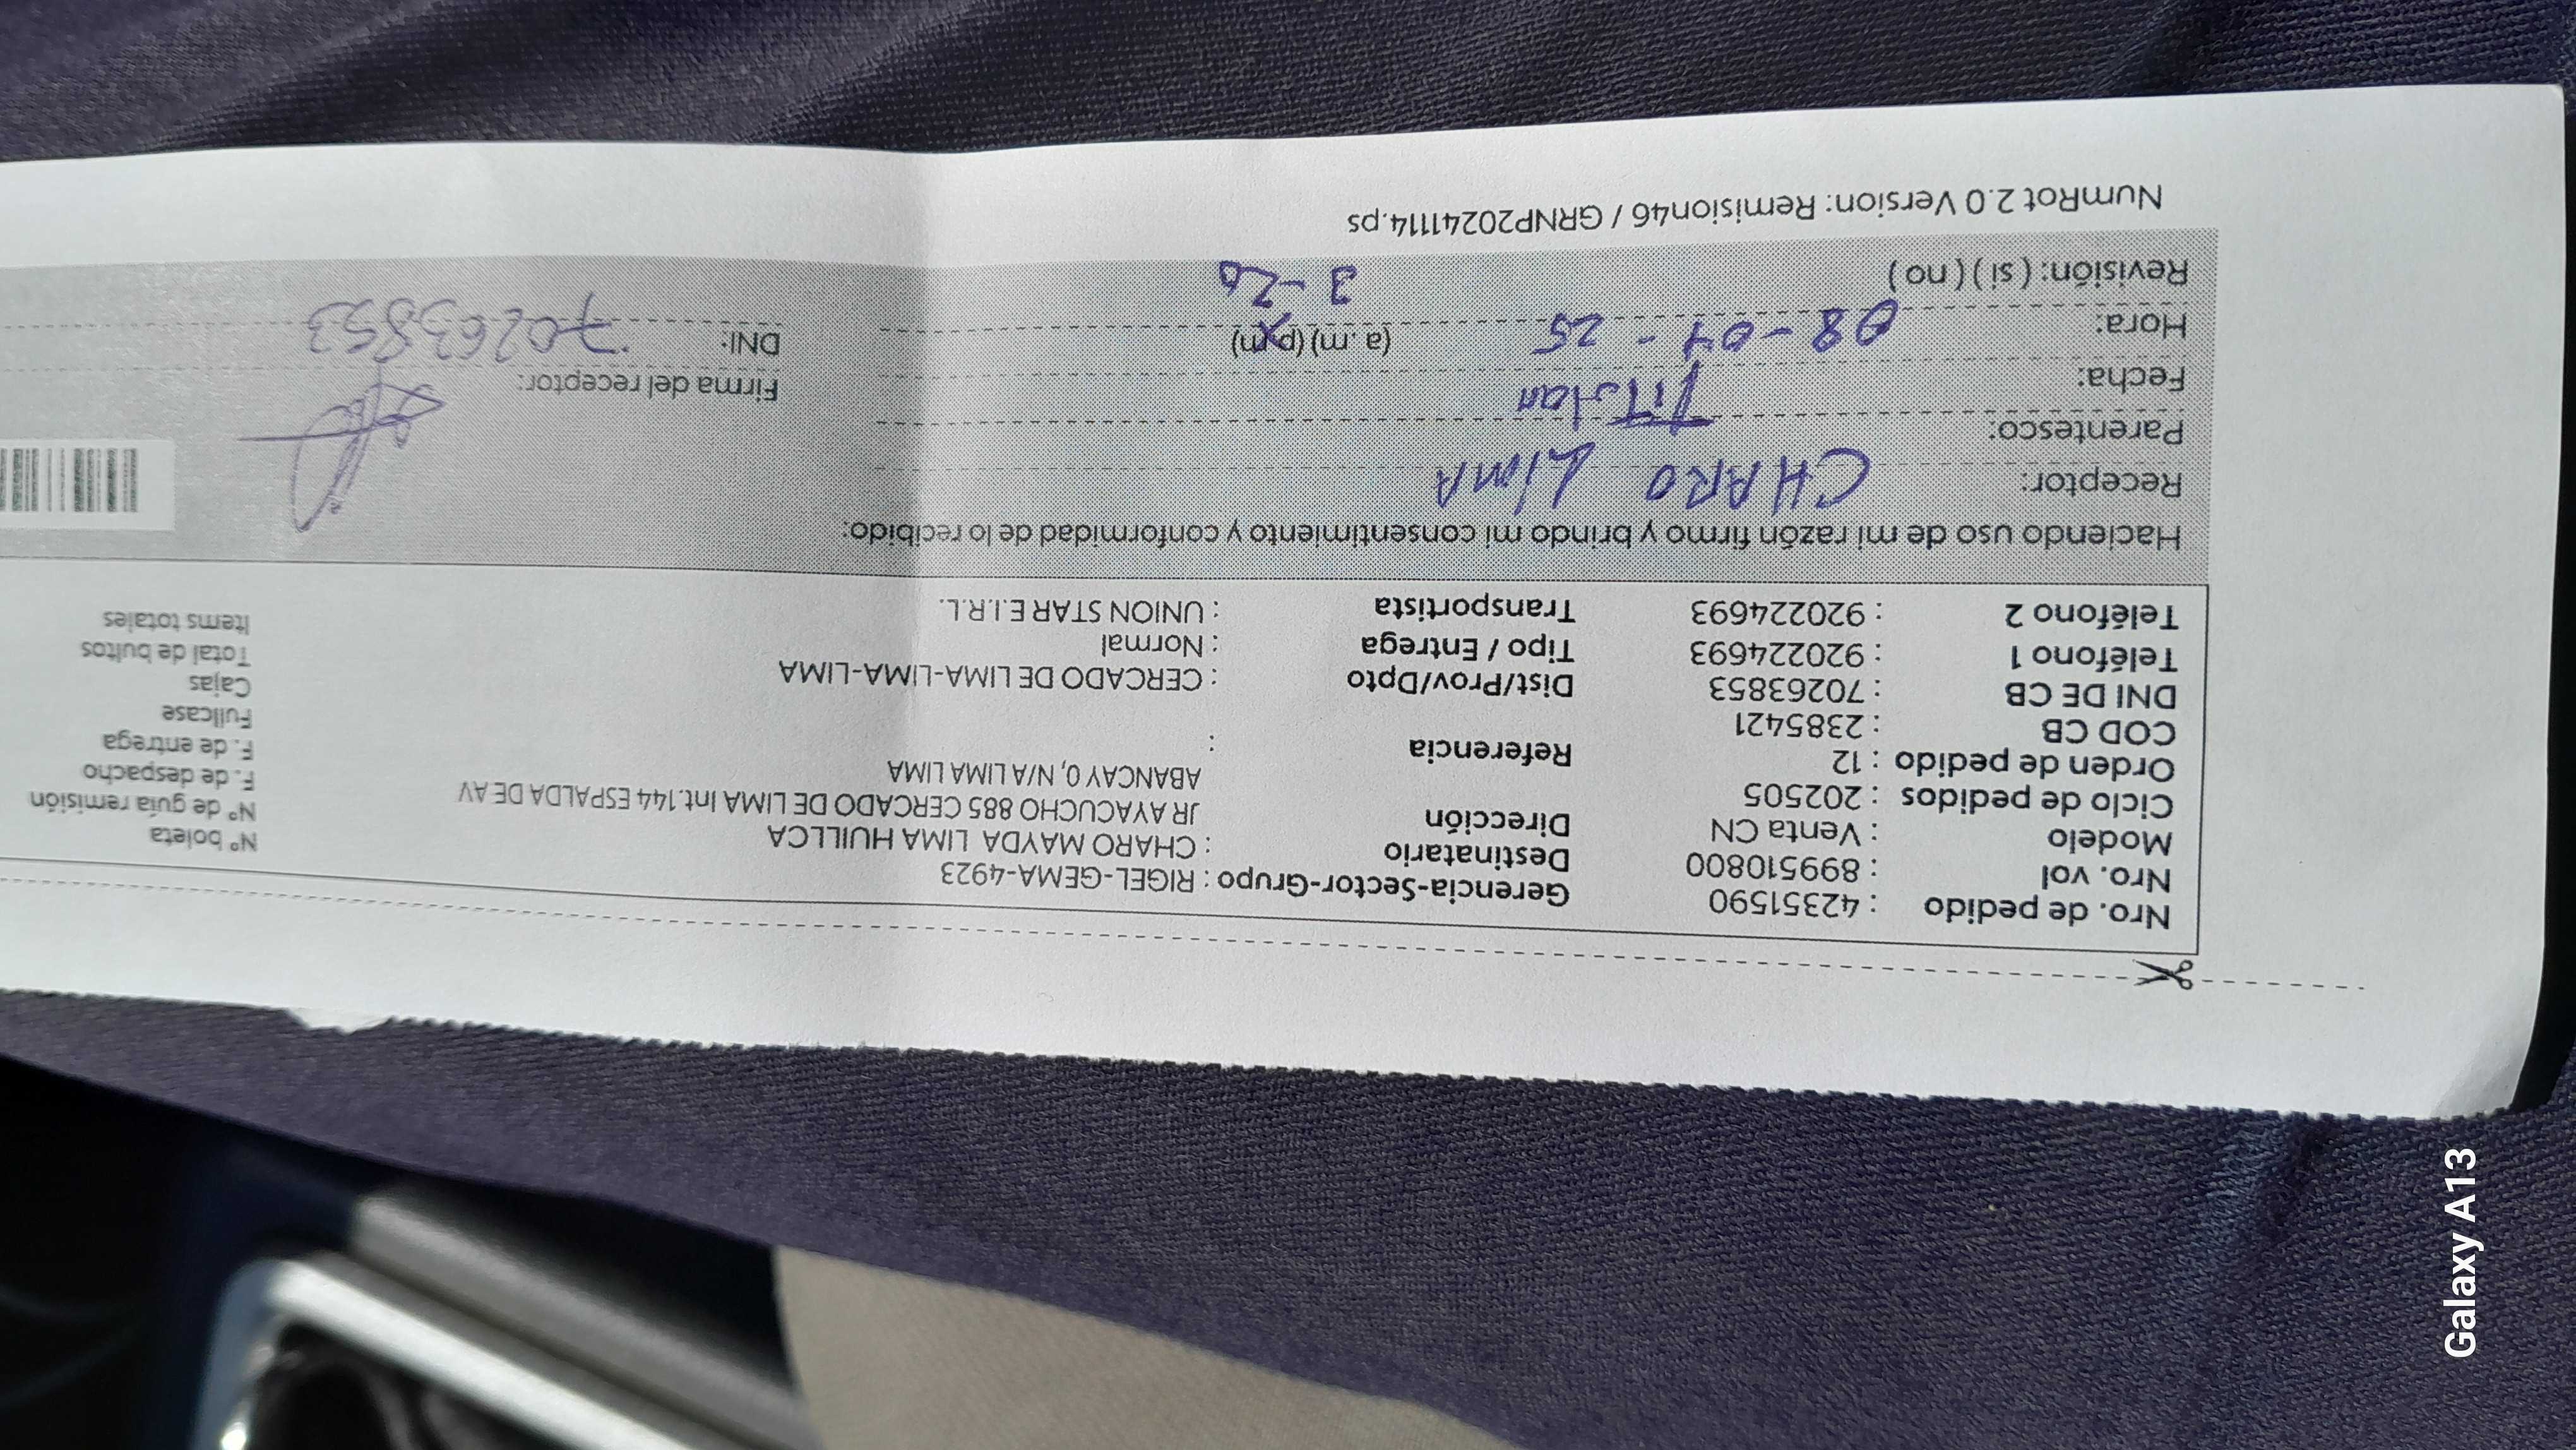 Nro. de pedido : 42351590 Gerencia-Sector-Grupo : RIGEL-GEMA-4923
Nro. vol : 899510800 Destinatario : CHARO MAYDA LIMA HUILLCA
Modelo : Venta CN Dirección JR AYACUCHO 885 CERCADO DE LIMA Int.144 ESPALDA DE AV
Ciclo de pedidos : 202505 ABANCAY 0, N/A LIMA LIMA
Orden de pedido : 12 Referencia :
COD CB : 2385421
DNI DE CB : 70263853 Dist/Prov/Dpto : CERCADO DE LIMA-LIMA-LIMA
Teléfono 1 : 920224693 Tipo / Entrega : Normal
Teléfono 2 : 920224693 Transportista : UNION STAR E.I.R.L.
Nº boleta
Nº de guía remisión
F. de despacho
F. de entrega
Fullcase
Cajas
Total de bultos
Items totales
Haciendo uso de mi razón firmo y brindo mi consentimiento y conformidad de lo recibido:
Receptor: CHARO LIMA
Parentesco: Titular
Fecha: 08-04-25 Firma del receptor:
Hora: 3-20 (a.m) (p.m) DNI: 70263853
Revisión: ( si ) ( no )
NumRot 2.0 Version: Remision46 / GRNP20241114.ps
Galaxy A13